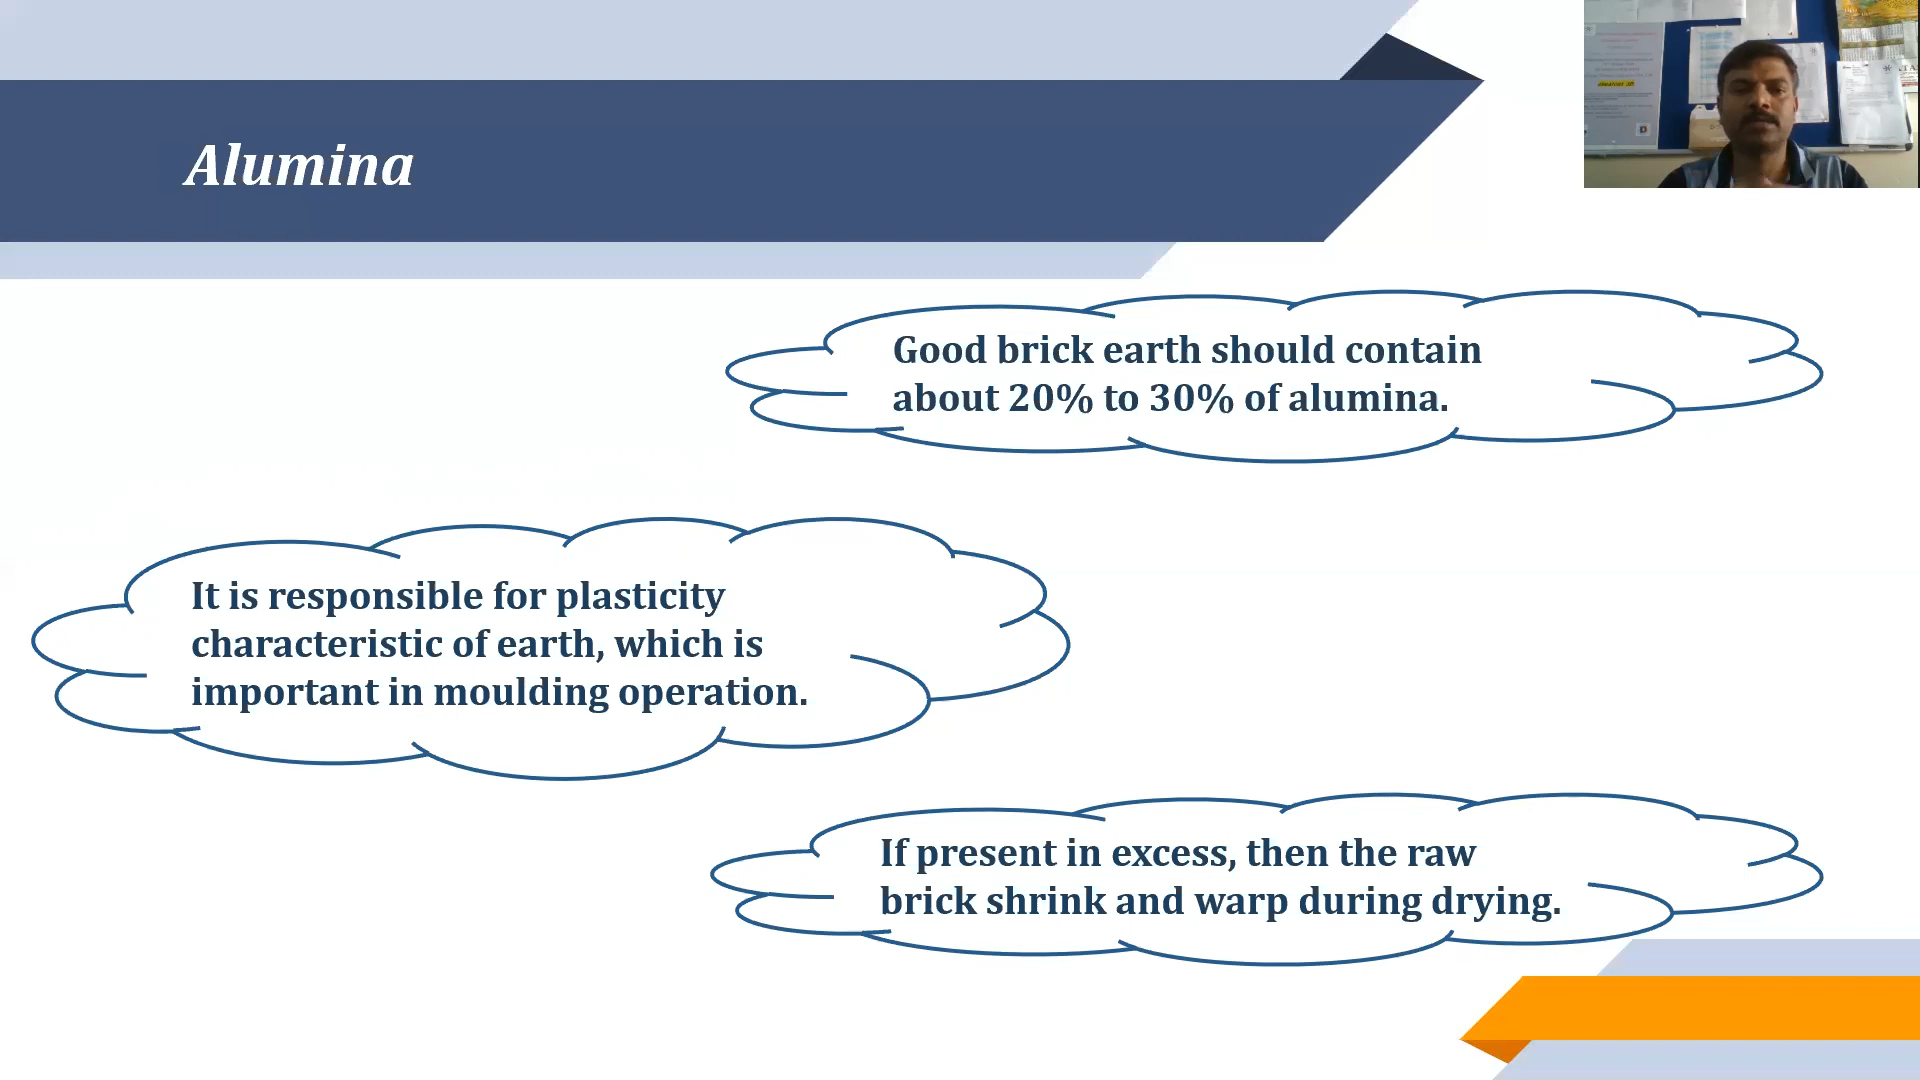 Alumina
Good brick earth should contain
about 20% to 30% of alumina.
It is responsible for plasticity
characteristic of earth, which is
important in moulding operation.
If present in excess, then the raw
brick shrink and warp during drying.